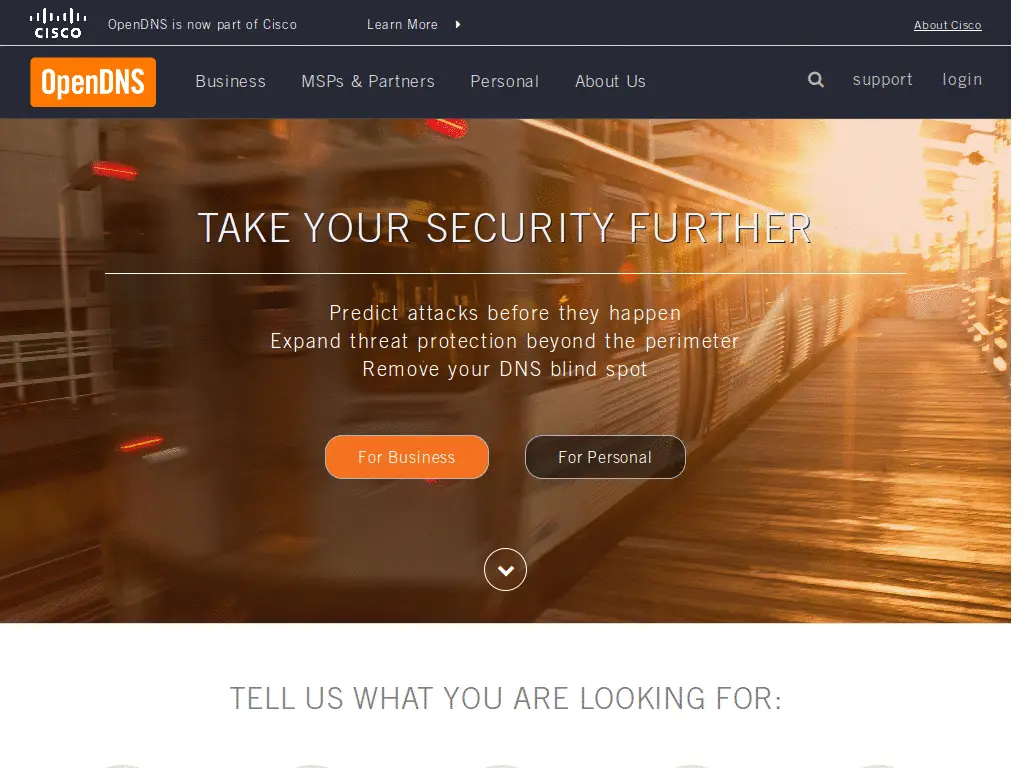 cisco
OpenDNS is now part of Cisco
Learn More
About Cisco
OpenDNS
Business
MSPs & Partners
Personal
About Us
support
login
TAKE YOUR SECURITY FURTHER
Predict attacks before they happen
Expand threat protection beyond the perimeter
Remove your DNS blind spot
For Business
For Personal
TELL US WHAT YOU ARE LOOKING FOR: